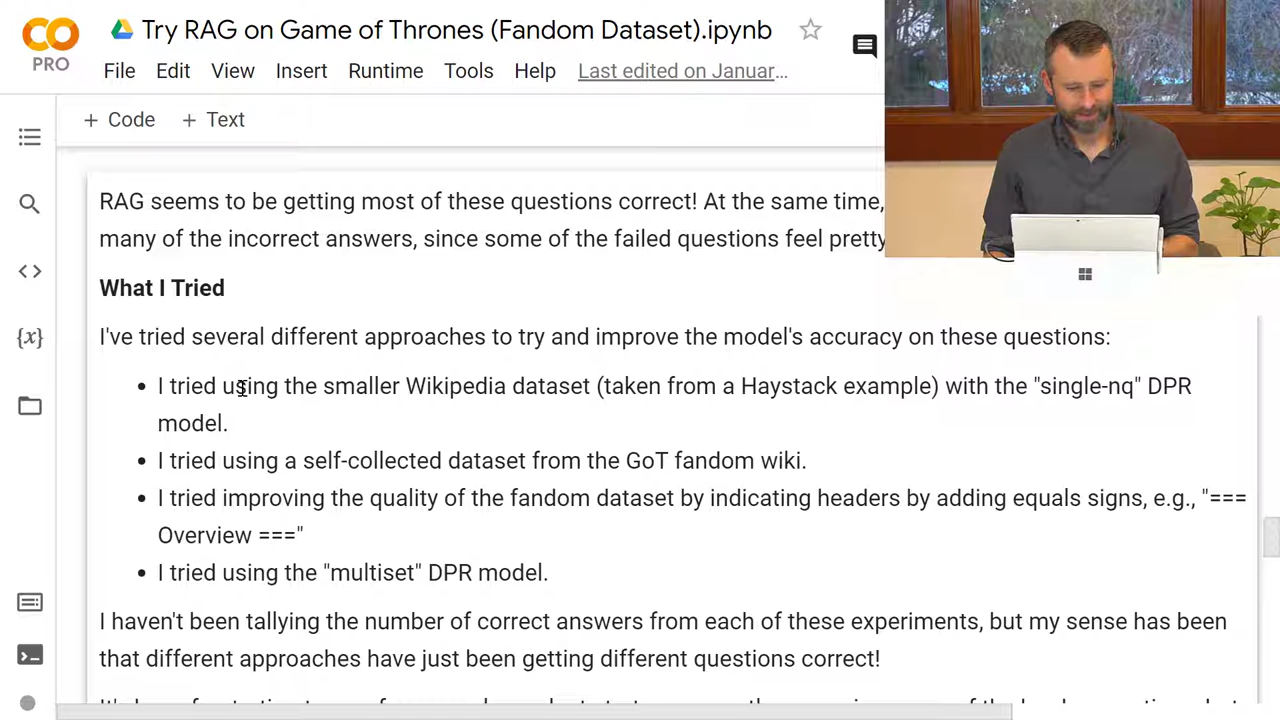 CO
PRO
Try RAG on Game of Thrones (Fandom Dataset).ipynb
File Edit View Insert Runtime Tools Help Last edited on Januar…
+ Code + Text
RAG seems to be getting most of these questions correct! At the same time,
many of the incorrect answers, since some of the failed questions feel pretty
What I Tried
I've tried several different approaches to try and improve the model's accuracy on these questions:
• I tried using the smaller Wikipedia dataset (taken from a Haystack example) with the "single-nq" DPR
model.
• I tried using a self-collected dataset from the GoT fandom wiki.
• I tried improving the quality of the fandom dataset by indicating headers by adding equals signs, e.g., "===
Overview ==="
• I tried using the "multiset" DPR model.
I haven't been tallying the number of correct answers from each of these experiments, but my sense has been
that different approaches have just been getting different questions correct!